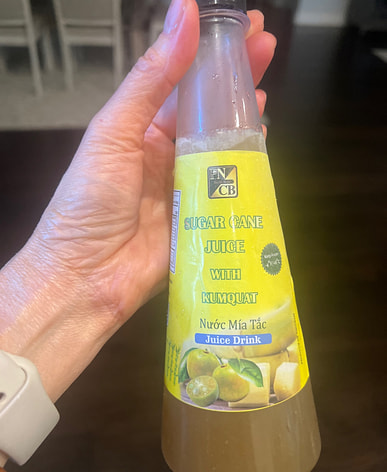 FN
CB
SUGAR CANE
JUICE
WITH
KUMQUAT
Nước Mía Tắc
Juice Drink